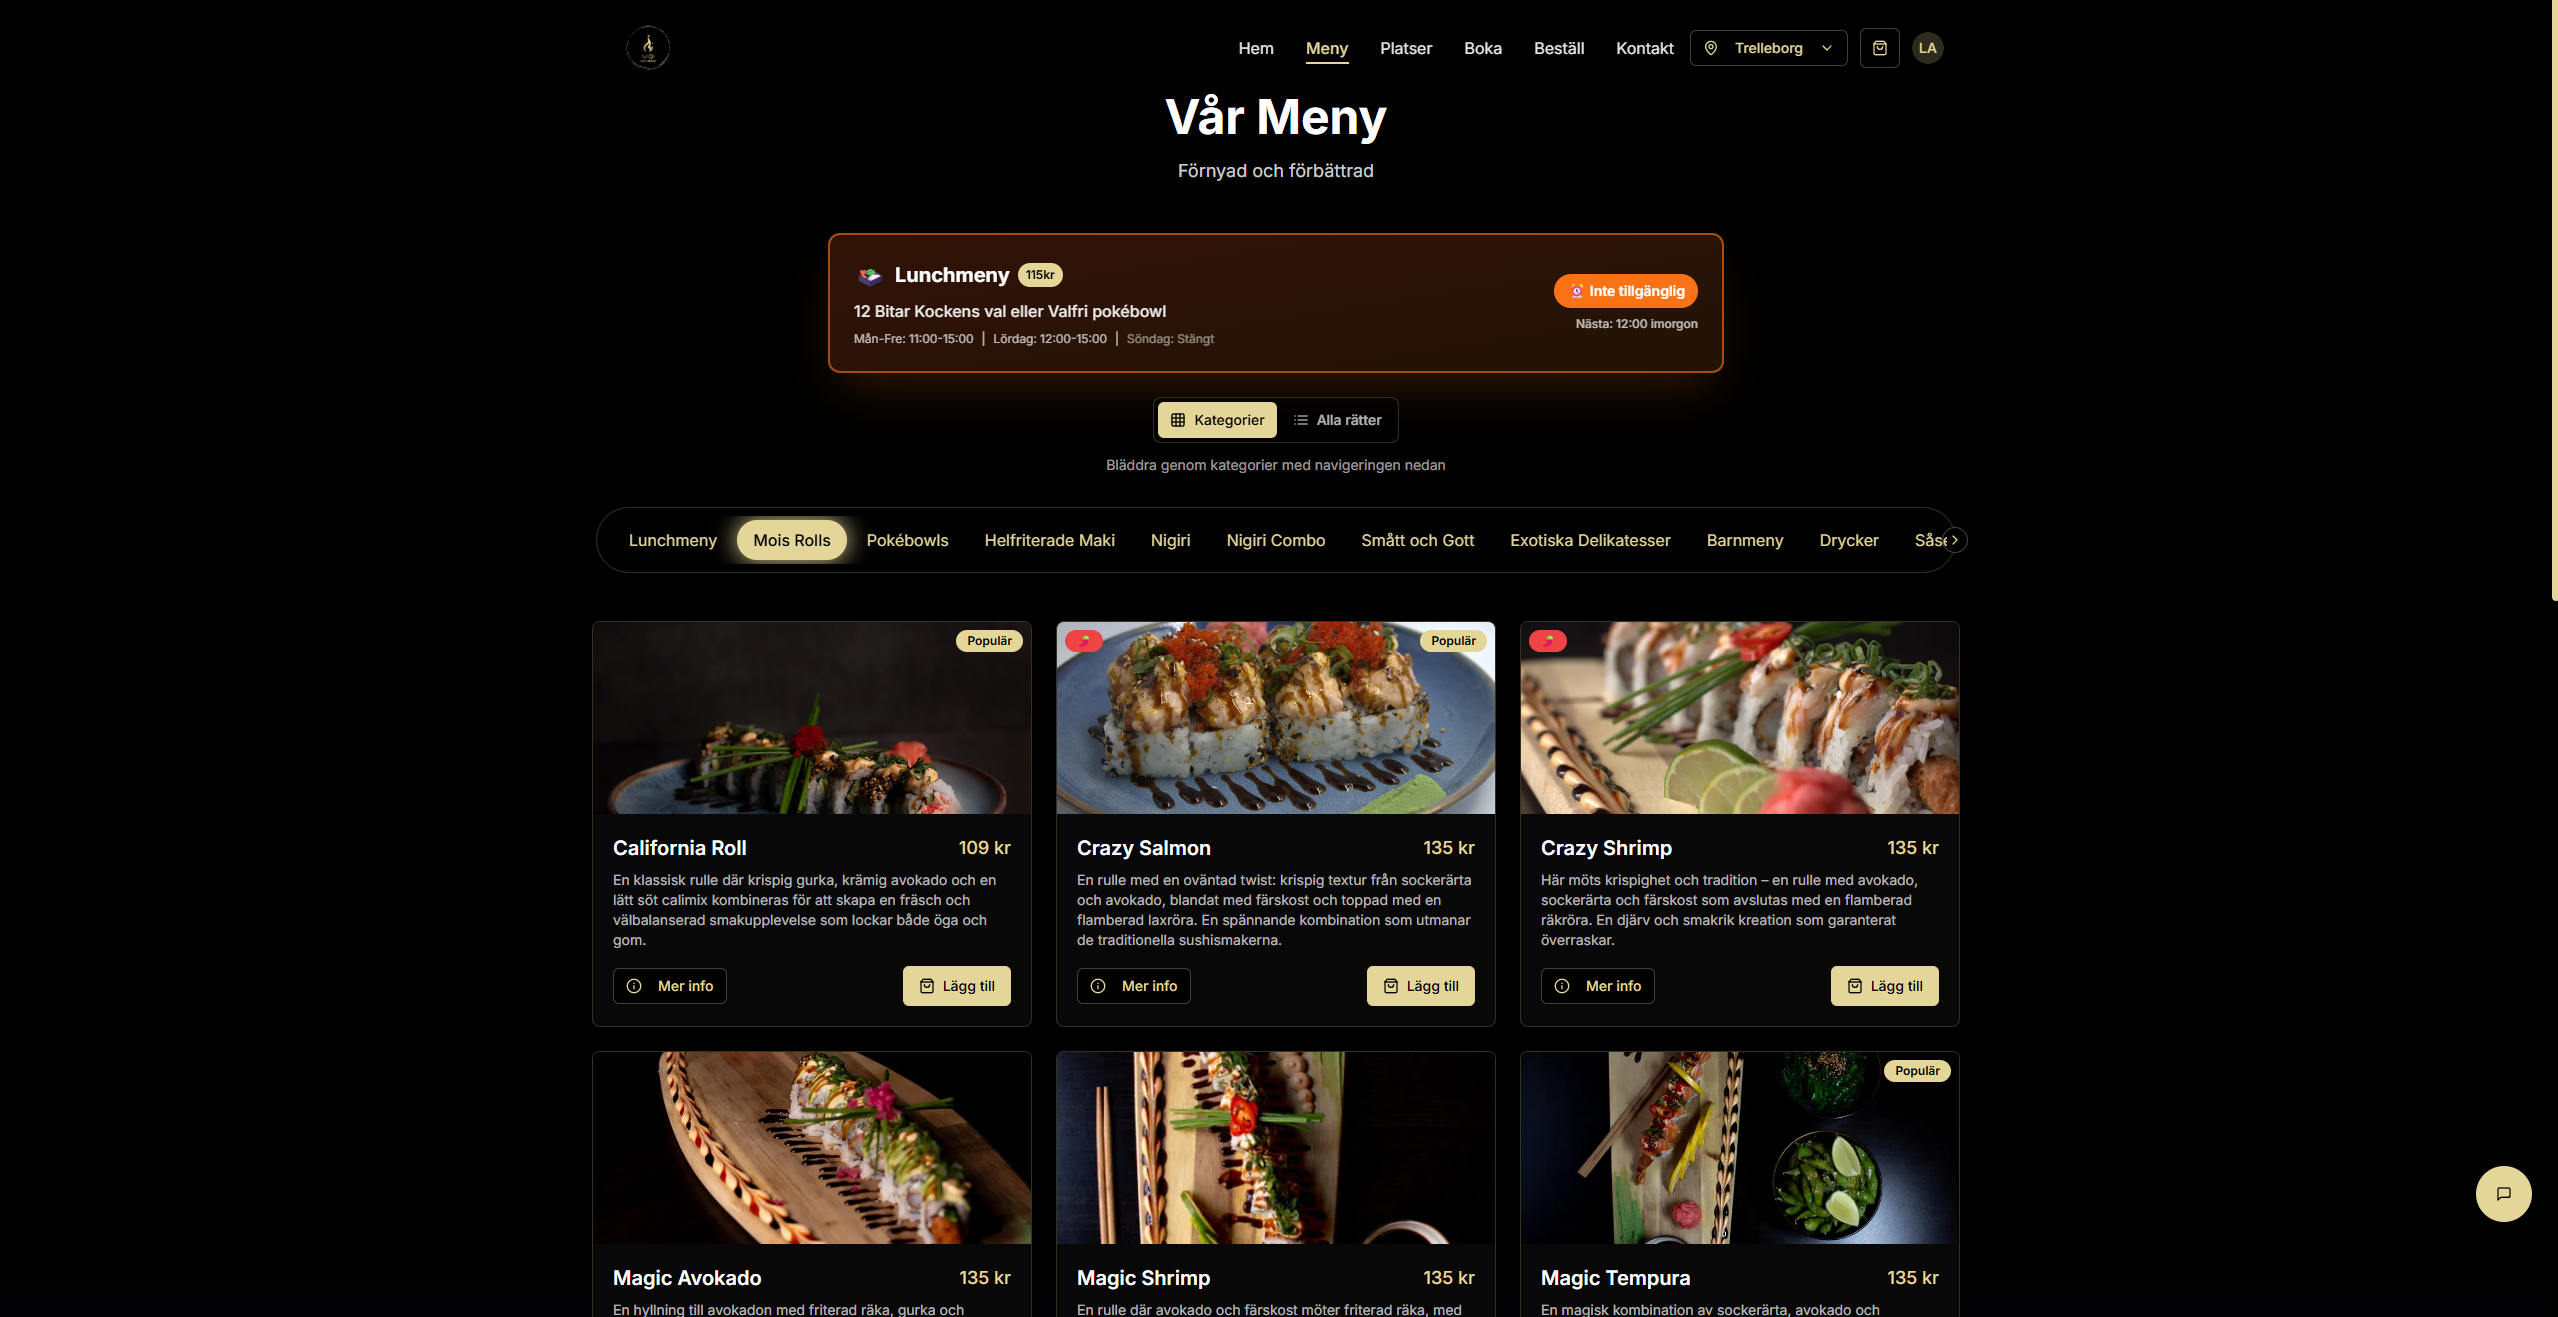 Hem
Meny
Platser
Boka
Beställ
Kontakt
Trelleborg
LA
Vår Meny
Förnyad och förbättrad
Lunchmeny 115kr
12 Bitar Kockens val eller Valfri pokébowl
Mån-Fre: 11:00-15:00 | Lördag: 12:00-15:00 | Söndag: Stängt
Inte tillgänglig
Nästa: 12:00 imorgon
Kategorier
Alla rätter
Bläddra genom kategorier med navigeringen nedan
Lunchmeny
Mois Rolls
Pokébowls
Helfriterade Maki
Nigiri
Nigiri Combo
Smått och Gott
Exotiska Delikatesser
Barnmeny
Drycker
Populär
California Roll 109 kr
En klassisk rulle där krispig gurka, krämig avokado och en
lätt söt calimix kombineras för att skapa en fräsch och
välbalanserad smakupplevelse som lockar både öga och
gom.
Mer info
Lägg till
Populär
Crazy Salmon 135 kr
En rulle med en oväntad twist: krispig textur från sockerärta
och avokado, blandat med färskost och toppad med en
flamberad laxröra. En spännande kombination som utmanar
de traditionella sushismakerna.
Mer info
Lägg till
Crazy Shrimp 135 kr
Här möts krispighet och tradition – en rulle med avokado,
sockerärta och färskost som avslutas med en flamberad
räkröra. En djärv och smakrik kreation som garanterat
överraskar.
Mer info
Lägg till
Magic Avokado 135 kr
En hyllning till avokadon med friterad räka, gurka och
Magic Shrimp 135 kr
En rulle där avokado och färskost möter friterad räka, med
Populär
Magic Tempura 135 kr
En magisk kombination av sockerärta, avokado och